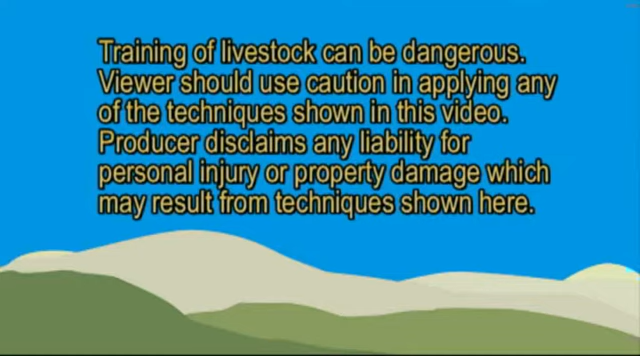 Training of livestock can be dangerous.
Viewer should use caution in applying any
of the techniques shown in this video.
Producer disclaims any liability for
personal injury or property damage which
may result from techniques shown here.